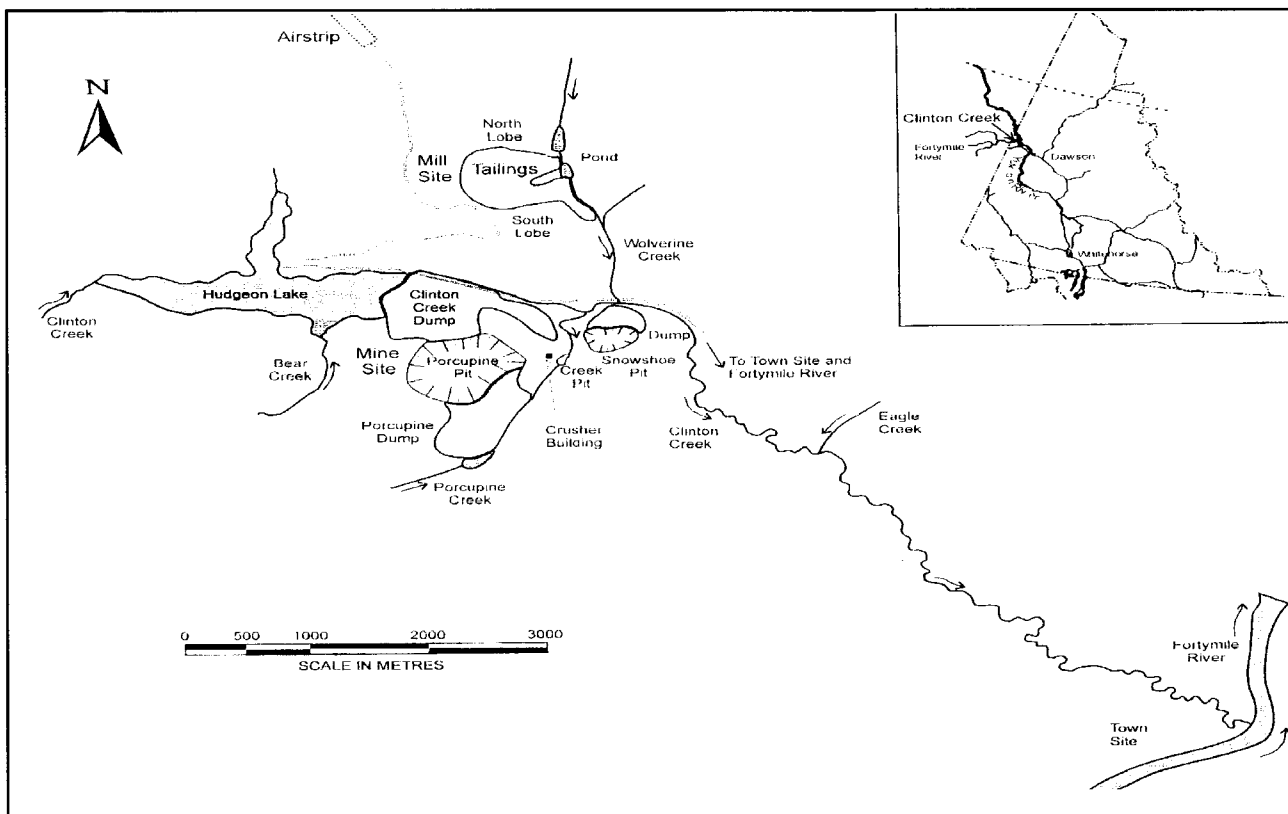 Airstrip
N
North
Lobe
Mill
Site
Tailings
Pond
South
Lobe
Wolverine
Creek
Hudgeon Lake
Clinton
Creek
Clinton
Creek
Dump
Bear
Creek
Mine
Site
Porcupine
Pit
Creek
Pit
Dump
Snowshoe
Pit
To Town Site and
Fortymile River
Porcupine
Dump
Crusher
Building
Clinton
Creek
Eagle
Creek
Porcupine
Creek
0 500 1000 2000 3000
SCALE IN METRES
Fortymile
River
Town
Site
Clinton Creek
Fortymile
River
Dawson
Whitehorse